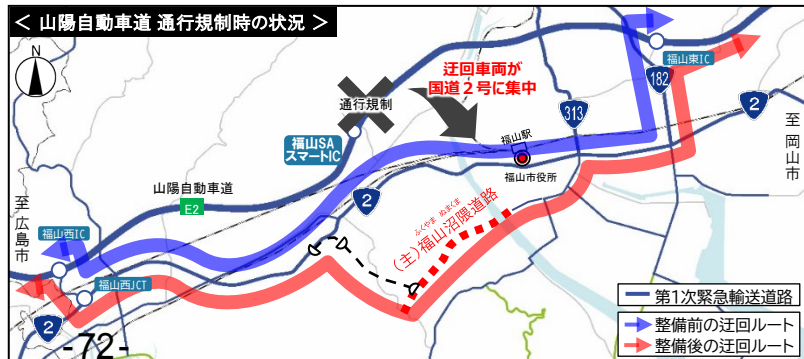 ＜ 山陽自動車道 通行規制時の状況 ＞
N
迂回車両が
国道２号に集中
通行規制
福山SA
スマートIC
福山東IC
182
313
2
福山駅
福山市役所
至 岡山市
山陽自動車道
E2
2
ふくやま ぬまくま
(主)福山沼隈道路
至 広島市
福山西IC
福山西JCT
2
-72-
第1次緊急輸送道路
整備前の迂回ルート
整備後の迂回ルート